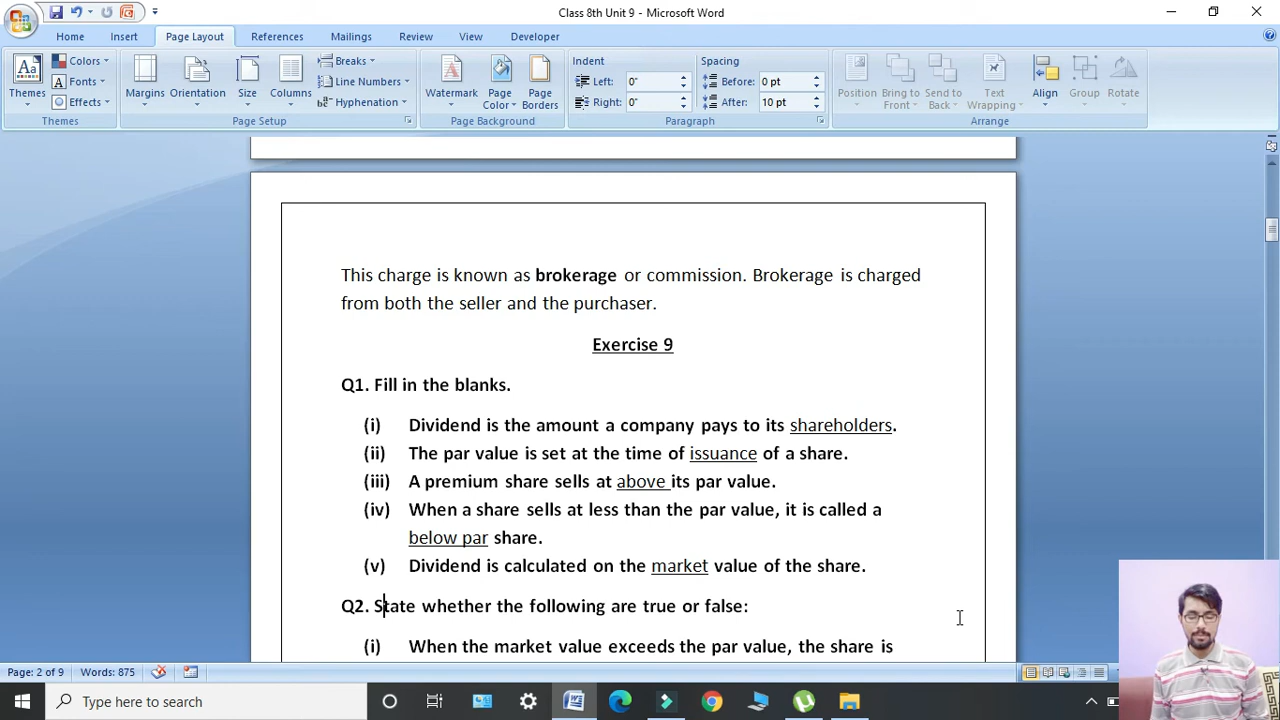 Class 8th Unit 9 - Microsoft Word
Home Insert Page Layout References Mailings Review View Developer
Themes Colors Fonts Effects
Margins Orientation Size Columns Breaks Line Numbers Hyphenation
Watermark Page Color Page Borders
Indent Left: 0" Right: 0"
Spacing Before: 0 pt After: 10 pt
Position Bring to Front Send to Back Text Wrapping Align Group Rotate
Themes Page Setup Page Background Paragraph Arrange
This charge is known as brokerage or commission. Brokerage is charged
from both the seller and the purchaser.
Exercise 9
Q1. Fill in the blanks.
(i) Dividend is the amount a company pays to its shareholders.
(ii) The par value is set at the time of issuance of a share.
(iii) A premium share sells at above its par value.
(iv) When a share sells at less than the par value, it is called a
below par share.
(v) Dividend is calculated on the market value of the share.
Q2. State whether the following are true or false:
(i) When the market value exceeds the par value, the share is
Page: 2 of 9 Words: 875
Type here to search